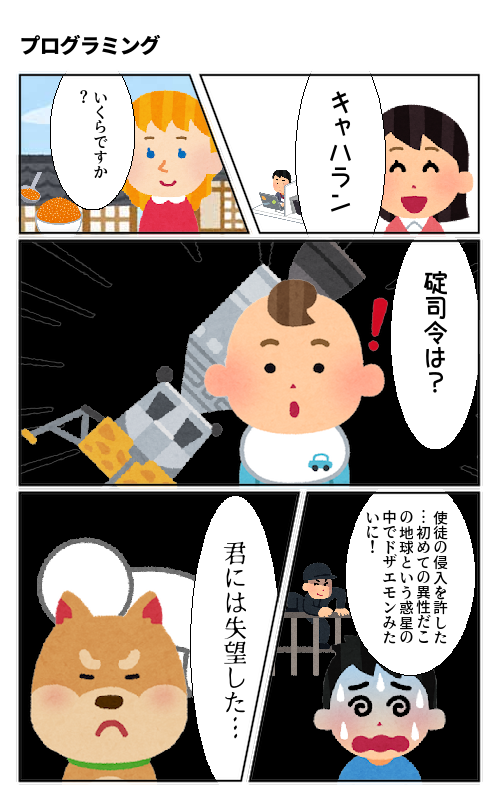 プログラミング
キャハラン
いくらですか
?
碇司令は?
使徒の侵入を許した
…初めての異性だこ
の地球という惑星の
中でドザエモンみた
いに!
君には失望した…